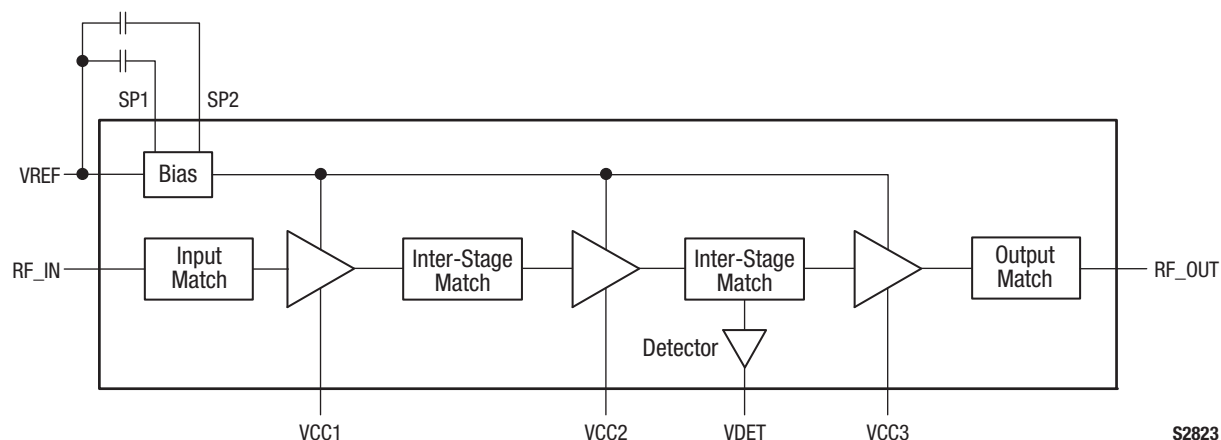 SP1
SP2
VREF
Bias
RF_IN
Input
Match
Inter-Stage
Match
Inter-Stage
Match
Output
Match
RF_OUT
Detector
VCC1
VCC2
VDET
VCC3
S2823